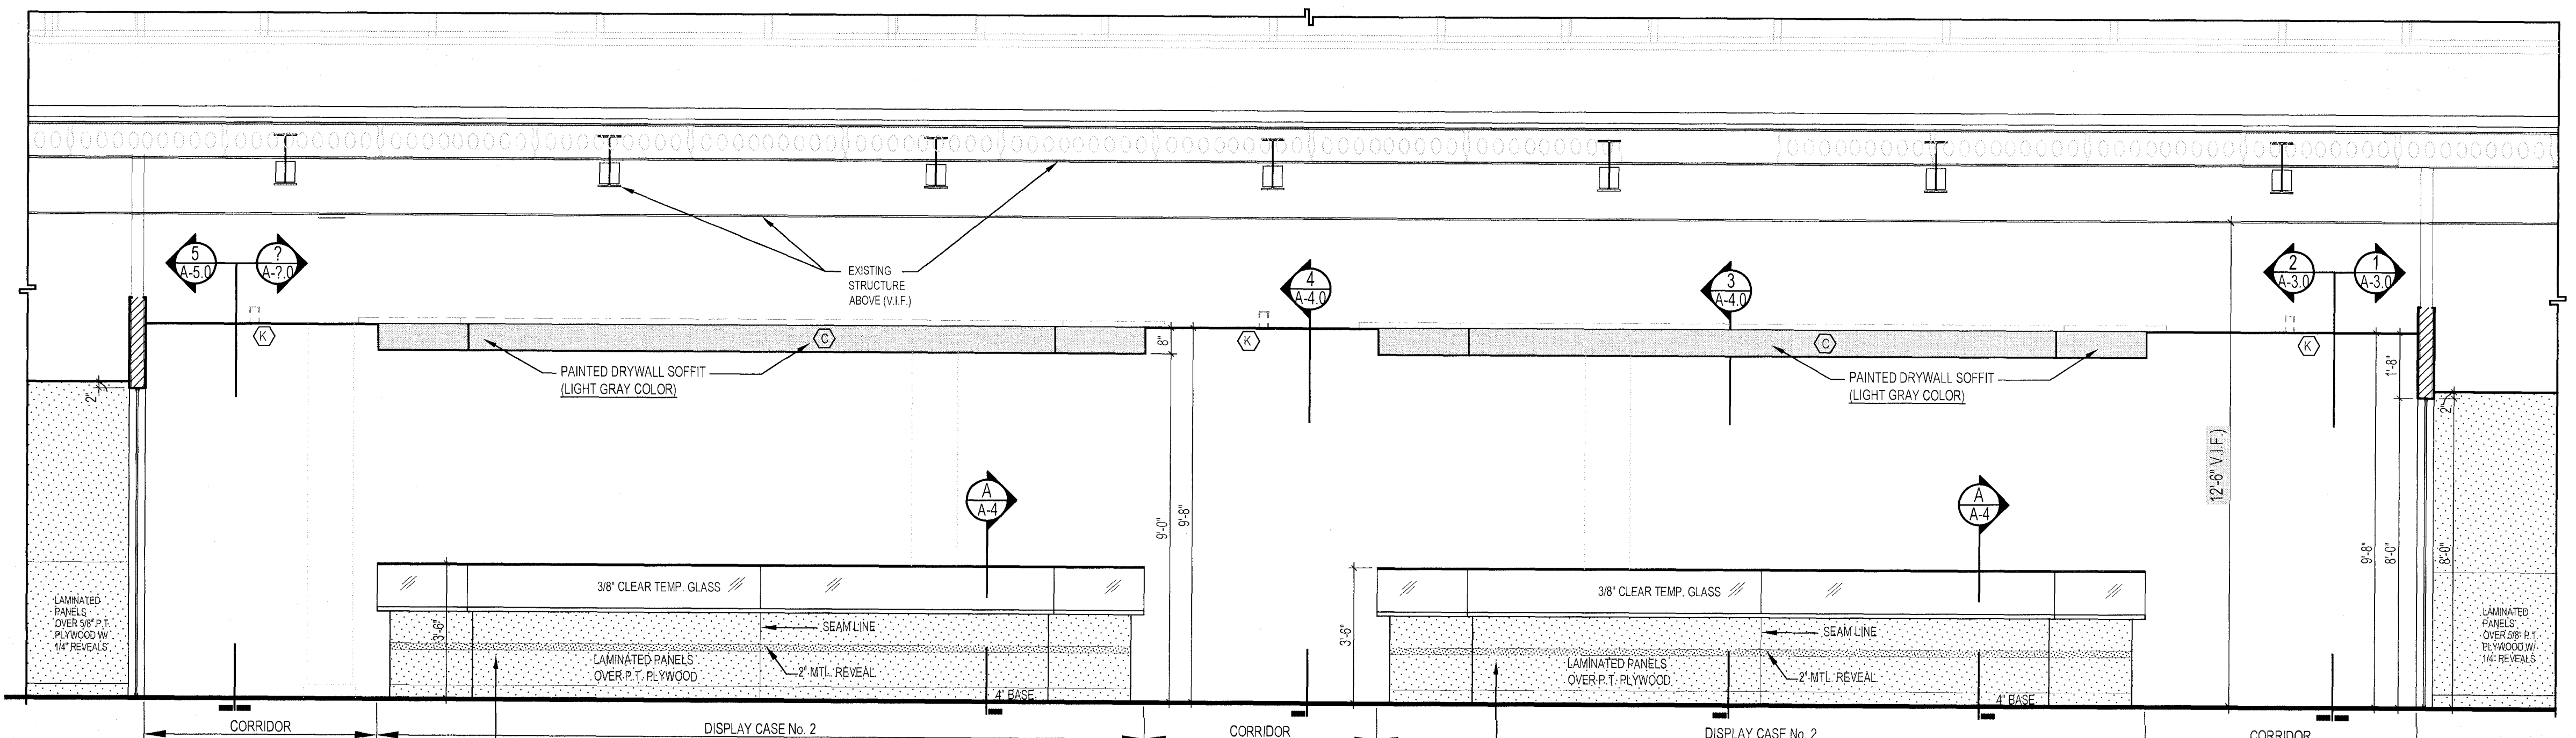 5
A-5.0
?
A-?.0
EXISTING
STRUCTURE
ABOVE (V.I.F.)
4
A-4.0
3
A-4.0
2
A-3.0
1
A-3.0
K
C
8"
K
C
K
PAINTED DRYWALL SOFFIT
(LIGHT GRAY COLOR)
PAINTED DRYWALL SOFFIT
(LIGHT GRAY COLOR)
2"
1'-8"
2"
12'-6" V.I.F.)
A
A-4
A
A-4
9'-0"
9'-8"
9'-8"
8'-0"
8'-0"
3/8" CLEAR TEMP. GLASS
3/8" CLEAR TEMP. GLASS
LAMINATED
PANELS
OVER 5/8" P.T.
PLYWOOD W/
1/4" REVEALS
3'-6"
SEAM LINE
LAMINATED PANELS
OVER P.T. PLYWOOD
2" MTL. REVEAL
4" BASE
3'-6"
SEAM LINE
LAMINATED PANELS
OVER P.T. PLYWOOD
2" MTL. REVEAL
4" BASE
LAMINATED
PANELS
OVER 5/8" P.T.
PLYWOOD W/
1/4" REVEALS
CORRIDOR
DISPLAY CASE No. 2
CORRIDOR
DISPLAY CASE No. 2
CORRIDOR